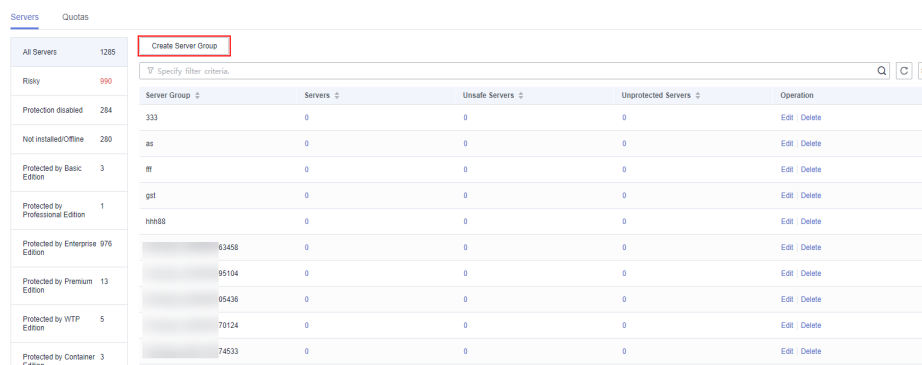 Servers Quotas
All Servers 1285
Risky 990
Protection disabled 284
Not installed/Offline 280
Protected by Basic 3
Edition
Protected by 1
Professional Edition
Protected by Enterprise 976
Edition
Protected by Premium 13
Edition
Protected by WTP 5
Edition
Protected by Container 3
Edition
Create Server Group
Specify filter criteria.
Server Group Servers Unsafe Servers Unprotected Servers Operation
333 0 0 0 Edit Delete
as 0 0 0 Edit Delete
fff 0 0 0 Edit Delete
gst 0 0 0 Edit Delete
hhh88 0 0 0 Edit Delete
63458 0 0 0 Edit Delete
95104 0 0 0 Edit Delete
05436 0 0 0 Edit Delete
70124 0 0 0 Edit Delete
74533 0 0 0 Edit Delete